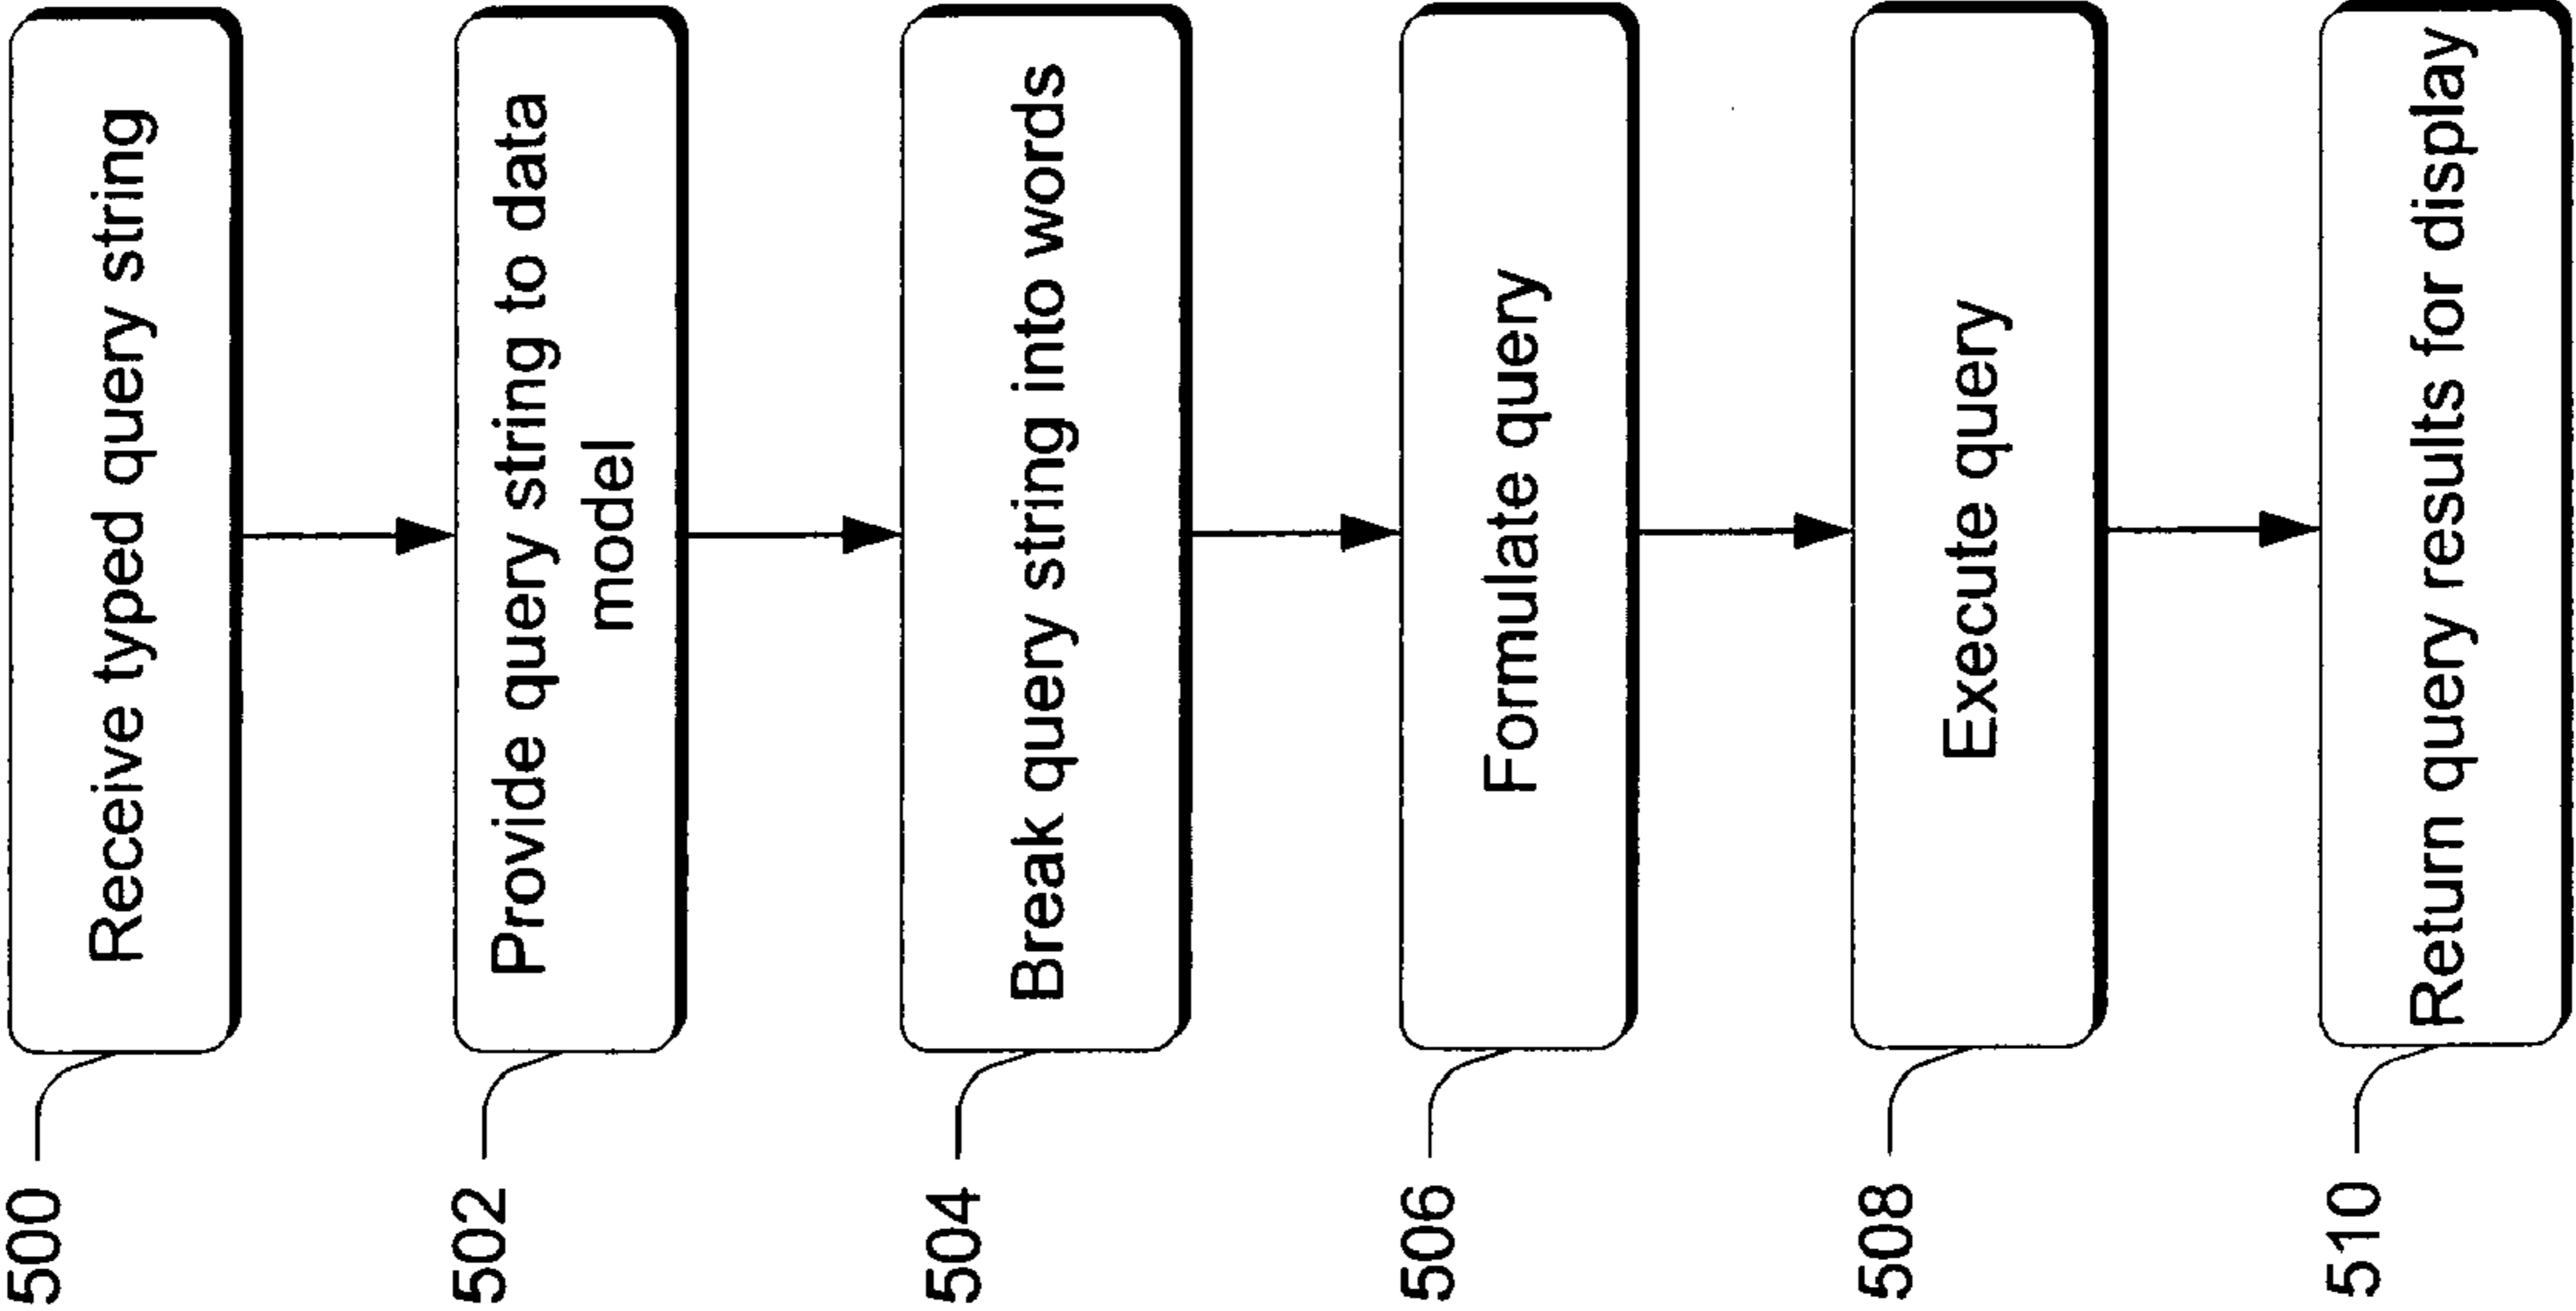 500
Receive typed query string
502
Provide query string to data
model
504
Break query string into words
506
Formulate query
508
Execute query
510
Return query results for display